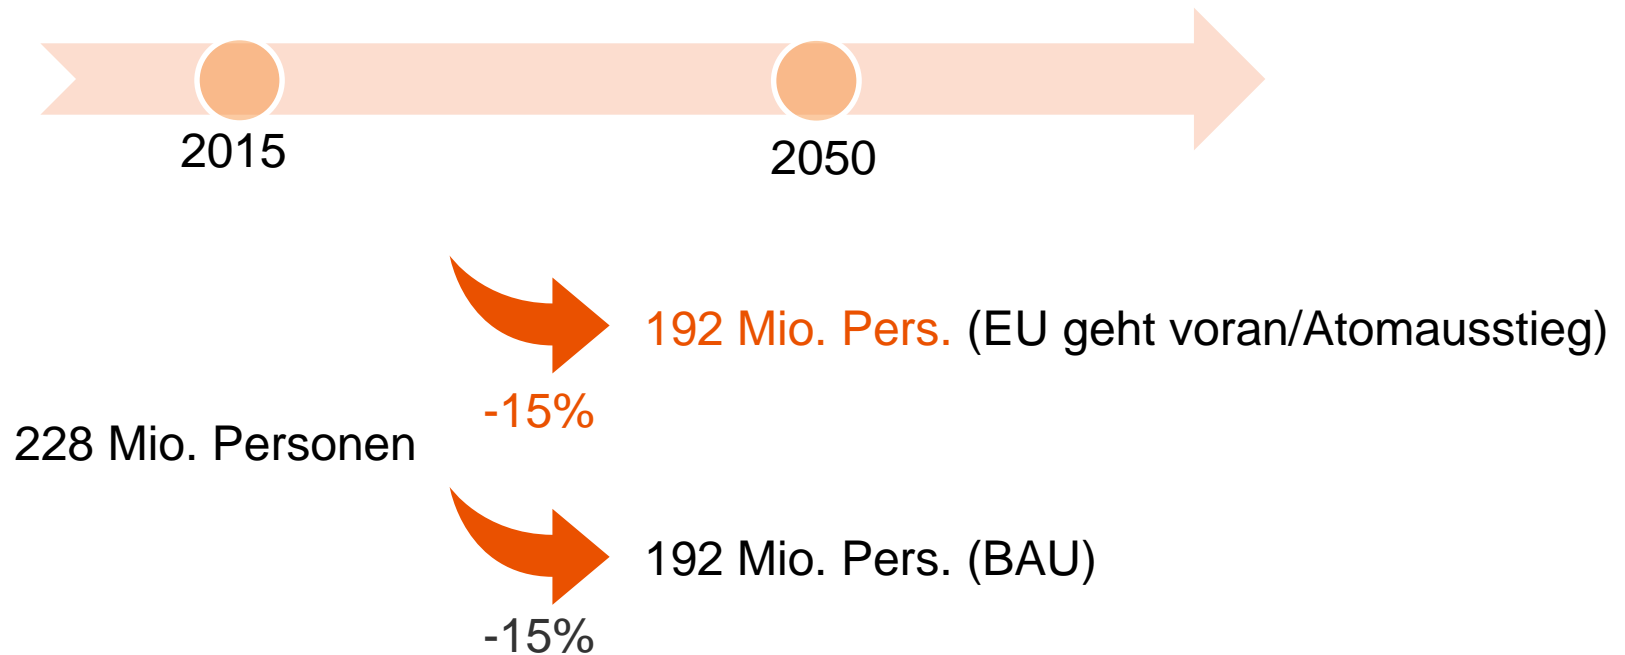 2015
2050
192 Mio. Pers. (EU geht voran/Atomausstieg)
-15%
228 Mio. Personen
192 Mio. Pers. (BAU)
-15%